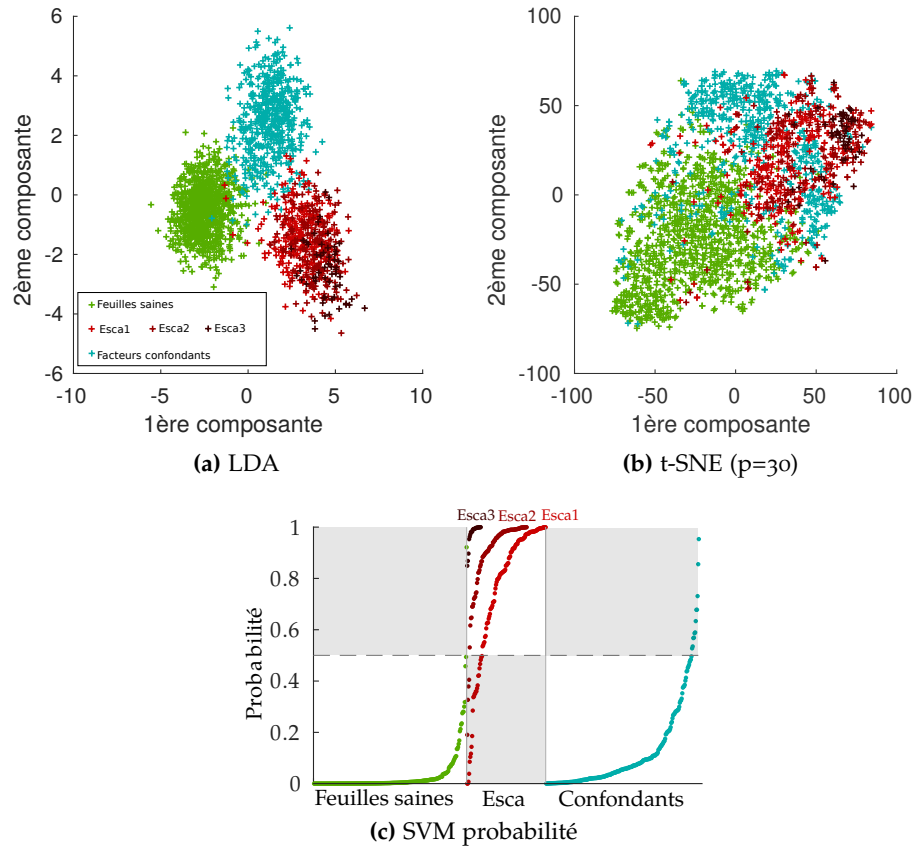 6
4
2
0
-2
-4
-6
2ème composante
Feuilles saines
Esca1 Esca2 Esca3
Facteurs confondants
-10 -5 0 5 10
1ère composante
(a) LDA
100
50
0
-50
-100
2ème composante
-100 -50 0 50 100
1ère composante
(b) t-SNE (p=30)
Esca3 Esca2 Esca1
1
0.8
0.6
0.4
0.2
0
Probabilité
Feuilles saines Esca Confondants
(c) SVM probabilité